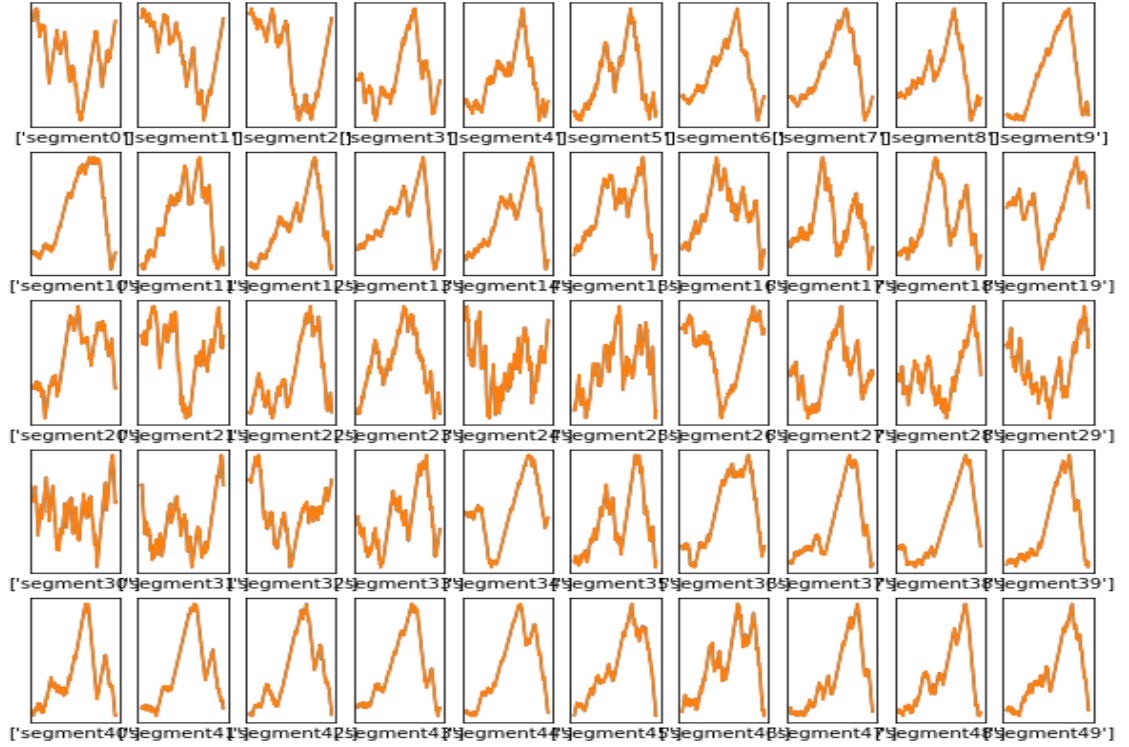 ['segment0'] ['segment1'] ['segment2'] ['segment3'] ['segment4'] ['segment5'] ['segment6'] ['segment7'] ['segment8'] ['segment9']
['segment10'] ['segment11'] ['segment12'] ['segment13'] ['segment14'] ['segment15'] ['segment16'] ['segment17'] ['segment18'] ['segment19']
['segment20'] ['segment21'] ['segment22'] ['segment23'] ['segment24'] ['segment25'] ['segment26'] ['segment27'] ['segment28'] ['segment29']
['segment30'] ['segment31'] ['segment32'] ['segment33'] ['segment34'] ['segment35'] ['segment36'] ['segment37'] ['segment38'] ['segment39']
['segment40'] ['segment41'] ['segment42'] ['segment43'] ['segment44'] ['segment45'] ['segment46'] ['segment47'] ['segment48'] ['segment49']